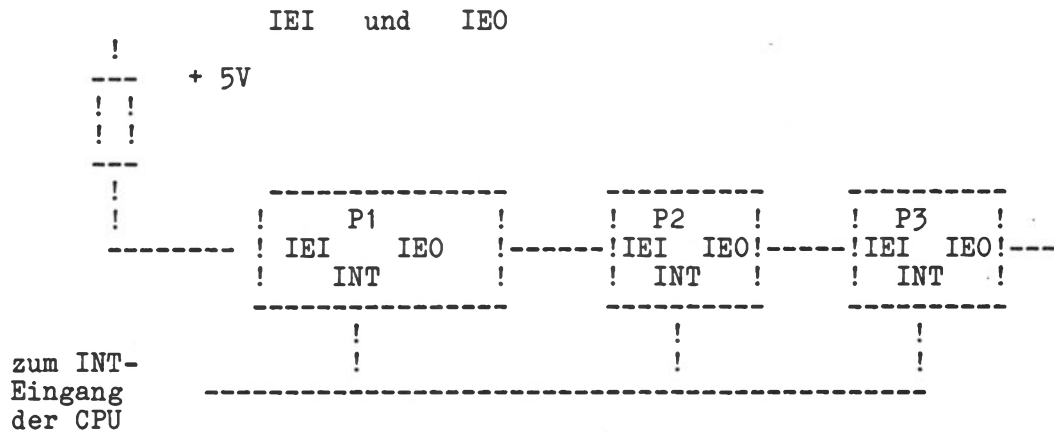 IEI und IEO
+ 5V
P1 P2 P3
IEI IEO IEI IEO IEI IEO
INT INT INT
zum INT-
Eingang
der CPU